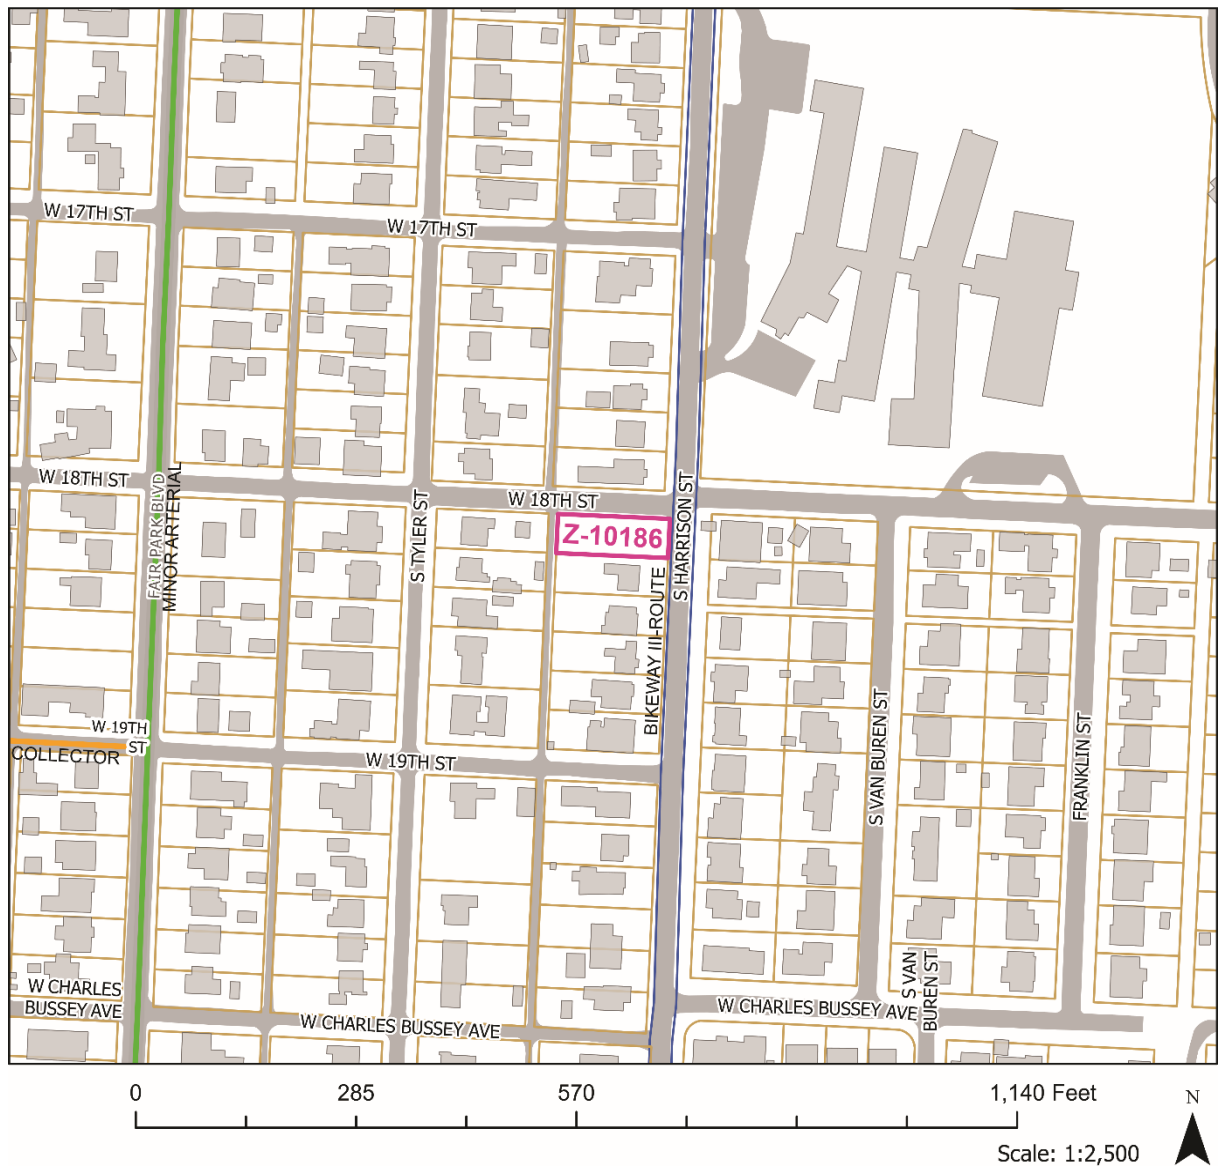 W 17TH ST
W 17TH ST
W 18TH ST
FAIR PARK BLVD
MINOR ARTERIAL
S TYLER ST
W 18TH ST
Z-10186
S HARRISON ST
BIKEWAY III-ROUTE
W 19TH
ST
COLLECTOR
W 19TH ST
S VAN BUREN ST
FRANKLIN ST
W CHARLES
BUSSEY AVE
W CHARLES BUSSEY AVE
W CHARLES BUSSEY AVE
S VAN
BUREN ST
0 285 570 1,140 Feet
N
Scale: 1:2,500